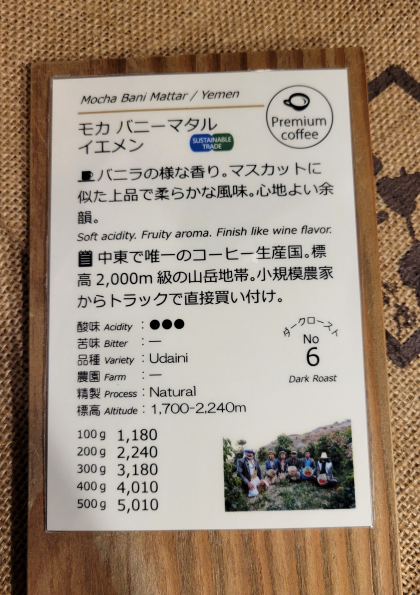 Mocha Bani Mattar / Yemen
Premium
coffee
モカ バニーマタル
イエメン
SUSTAINABLE
TRADE
バニラの様な香り。マスカットに
似た上品で柔らかな風味。心地よい余
韻。
Soft acidity. Fruity aroma. Finish like wine flavor.
中東で唯一のコーヒー生産国。標
高2,000m級の山岳地帯。小規模農家
からトラックで直接買い付け。
酸味 Acidity : ●●●
苦味 Bitter : —
品種 Variety : Udaini
農園 Farm : —
精製 Process : Natural
標高 Altitude : 1,700-2,240m
ダークロースト
No
6
Dark Roast
100g 1,180
200g 2,240
300g 3,180
400g 4,010
500g 5,010